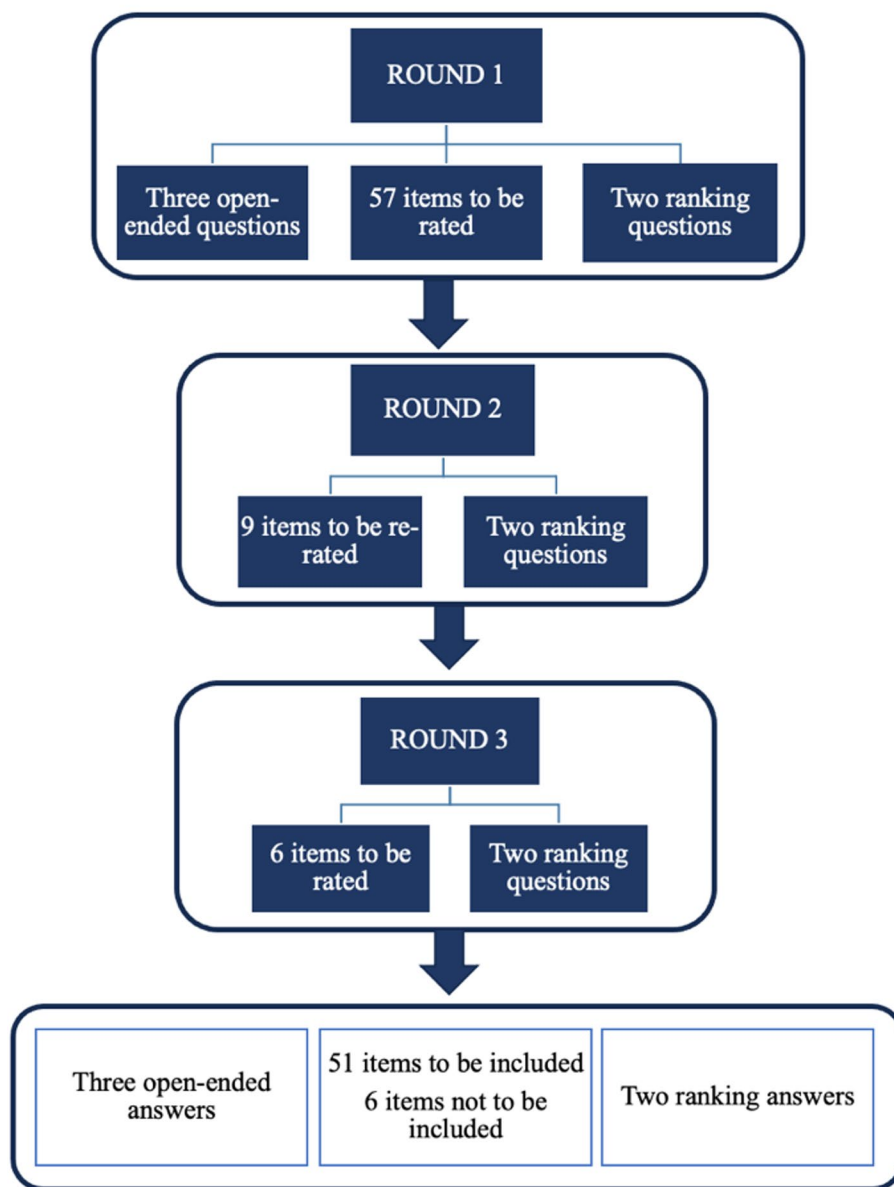 ROUND 1
Three open-
ended questions
57 items to be
rated
Two ranking
questions
ROUND 2
9 items to be re-
rated
Two ranking
questions
ROUND 3
6 items to be
rated
Two ranking
questions
Three open-ended
answers
51 items to be included
6 items not to be
included
Two ranking answers